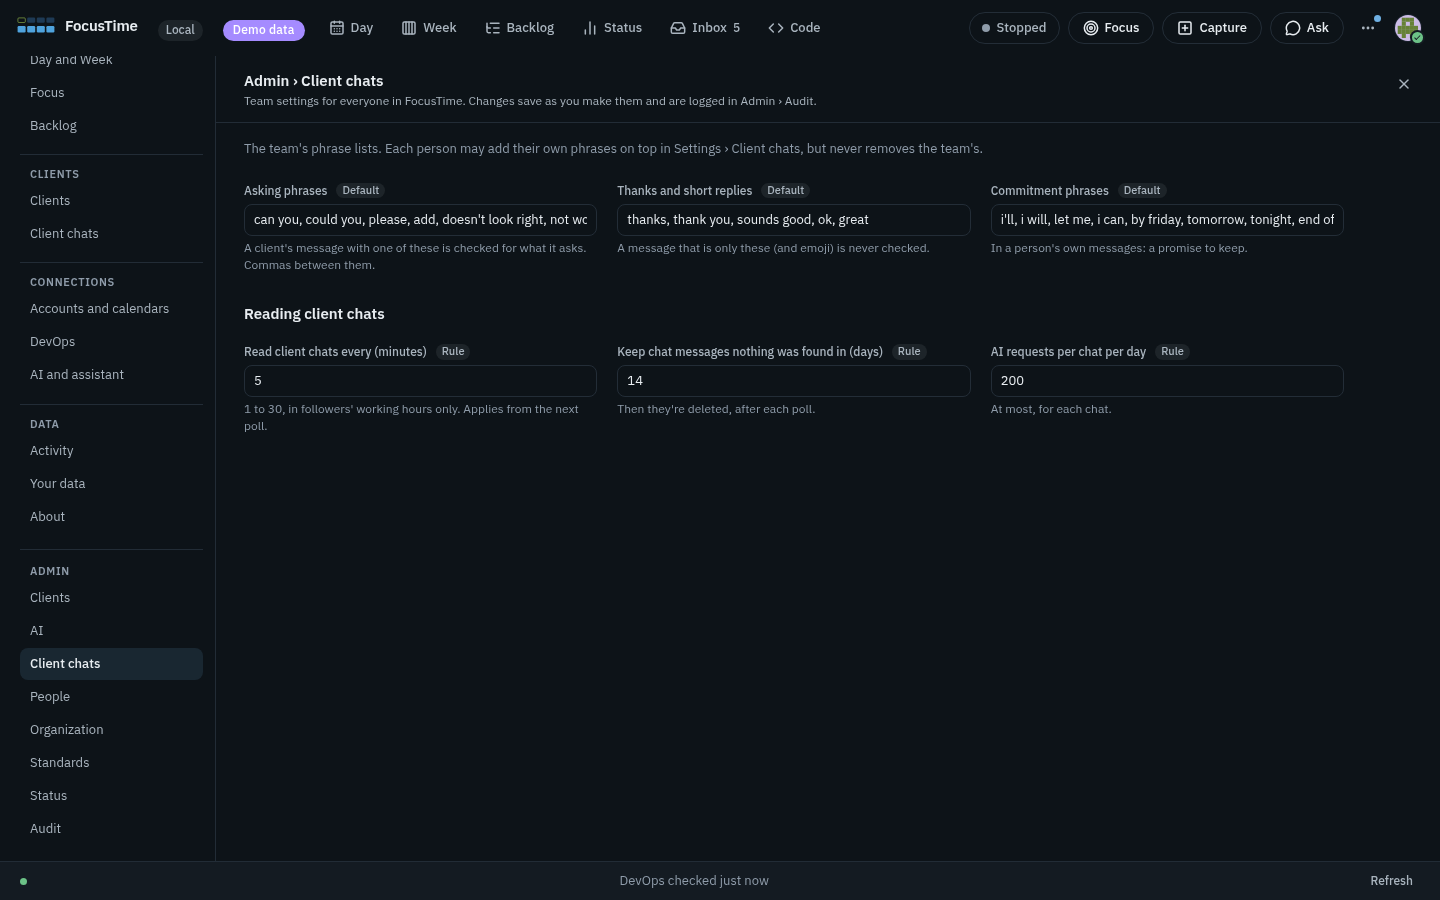 FocusTime
Local
Demo data
Day
Week
Backlog
Status
Inbox 5
Code
Stopped
Focus
Capture
Ask
Day and Week
Focus
Backlog
CLIENTS
Clients
Client chats
CONNECTIONS
Accounts and calendars
DevOps
AI and assistant
DATA
Activity
Your data
About
ADMIN
Clients
AI
Client chats
People
Organization
Standards
Status
Audit
Admin › Client chats
Team settings for everyone in FocusTime. Changes save as you make them and are logged in Admin › Audit.
The team's phrase lists. Each person may add their own phrases on top in Settings › Client chats, but never removes the team's.
Asking phrases Default
can you, could you, please, add, doesn't look right, not wo
A client's message with one of these is checked for what it asks.
Commas between them.
Thanks and short replies Default
thanks, thank you, sounds good, ok, great
A message that is only these (and emoji) is never checked.
Commitment phrases Default
i'll, i will, let me, i can, by friday, tomorrow, tonight, end of
In a person's own messages: a promise to keep.
Reading client chats
Read client chats every (minutes) Rule
5
1 to 30, in followers' working hours only. Applies from the next
poll.
Keep chat messages nothing was found in (days) Rule
14
Then they're deleted, after each poll.
AI requests per chat per day Rule
200
At most, for each chat.
DevOps checked just now
Refresh